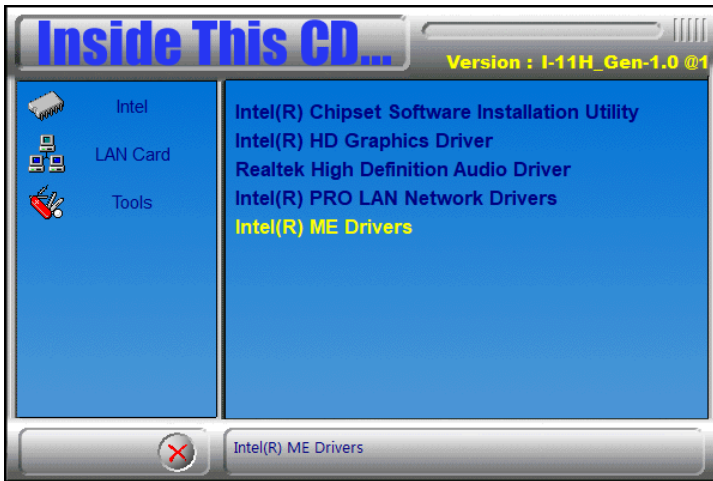 Inside This CD...
Version : I-11H_Gen-1.0 @1
Intel
LAN Card
Tools
Intel(R) Chipset Software Installation Utility
Intel(R) HD Graphics Driver
Realtek High Definition Audio Driver
Intel(R) PRO LAN Network Drivers
Intel(R) ME Drivers
Intel(R) ME Drivers